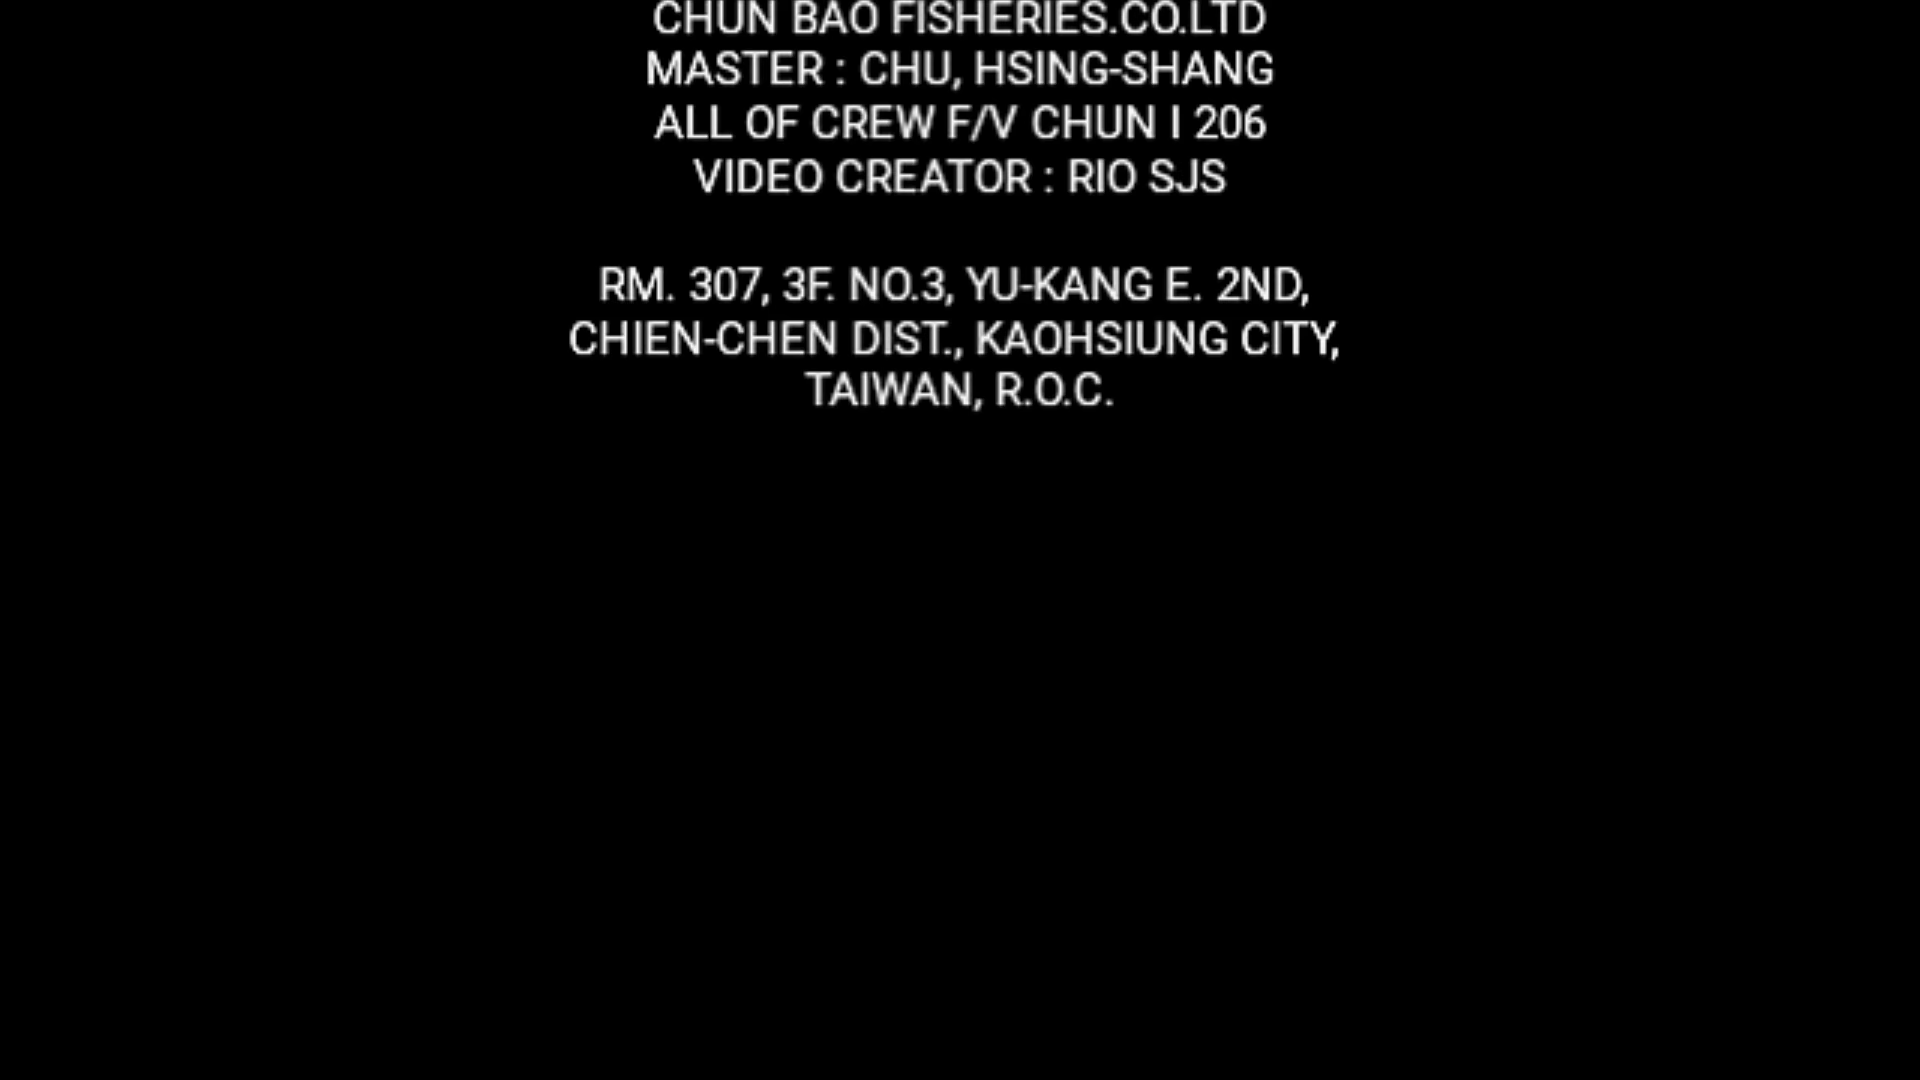 CHUN BAO FISHERIES.CO.LTD
MASTER : CHU, HSING-SHANG
ALL OF CREW F/V CHUN I 206
VIDEO CREATOR : RIO SJS
RM. 307, 3F. NO.3, YU-KANG E. 2ND,
CHIEN-CHEN DIST., KAOHSIUNG CITY,
TAIWAN, R.O.C.